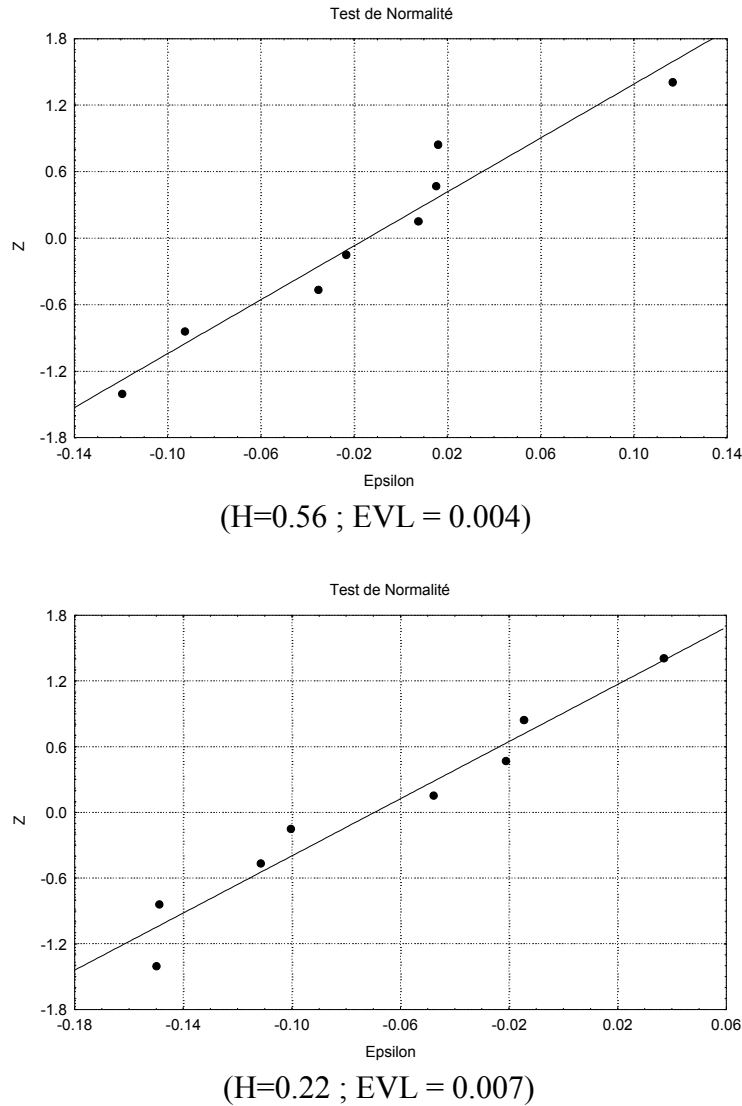 Test de Normalité
1.8
1.2
0.6
0.0
-0.6
-1.2
-1.8
Z
-0.14 -0.10 -0.06 -0.02 0.02 0.06 0.10 0.14
Epsilon
(H=0.56 ; EVL = 0.004)
Test de Normalité
1.8
1.2
0.6
0.0
-0.6
-1.2
-1.8
Z
-0.18 -0.14 -0.10 -0.06 -0.02 0.02 0.06
Epsilon
(H=0.22 ; EVL = 0.007)